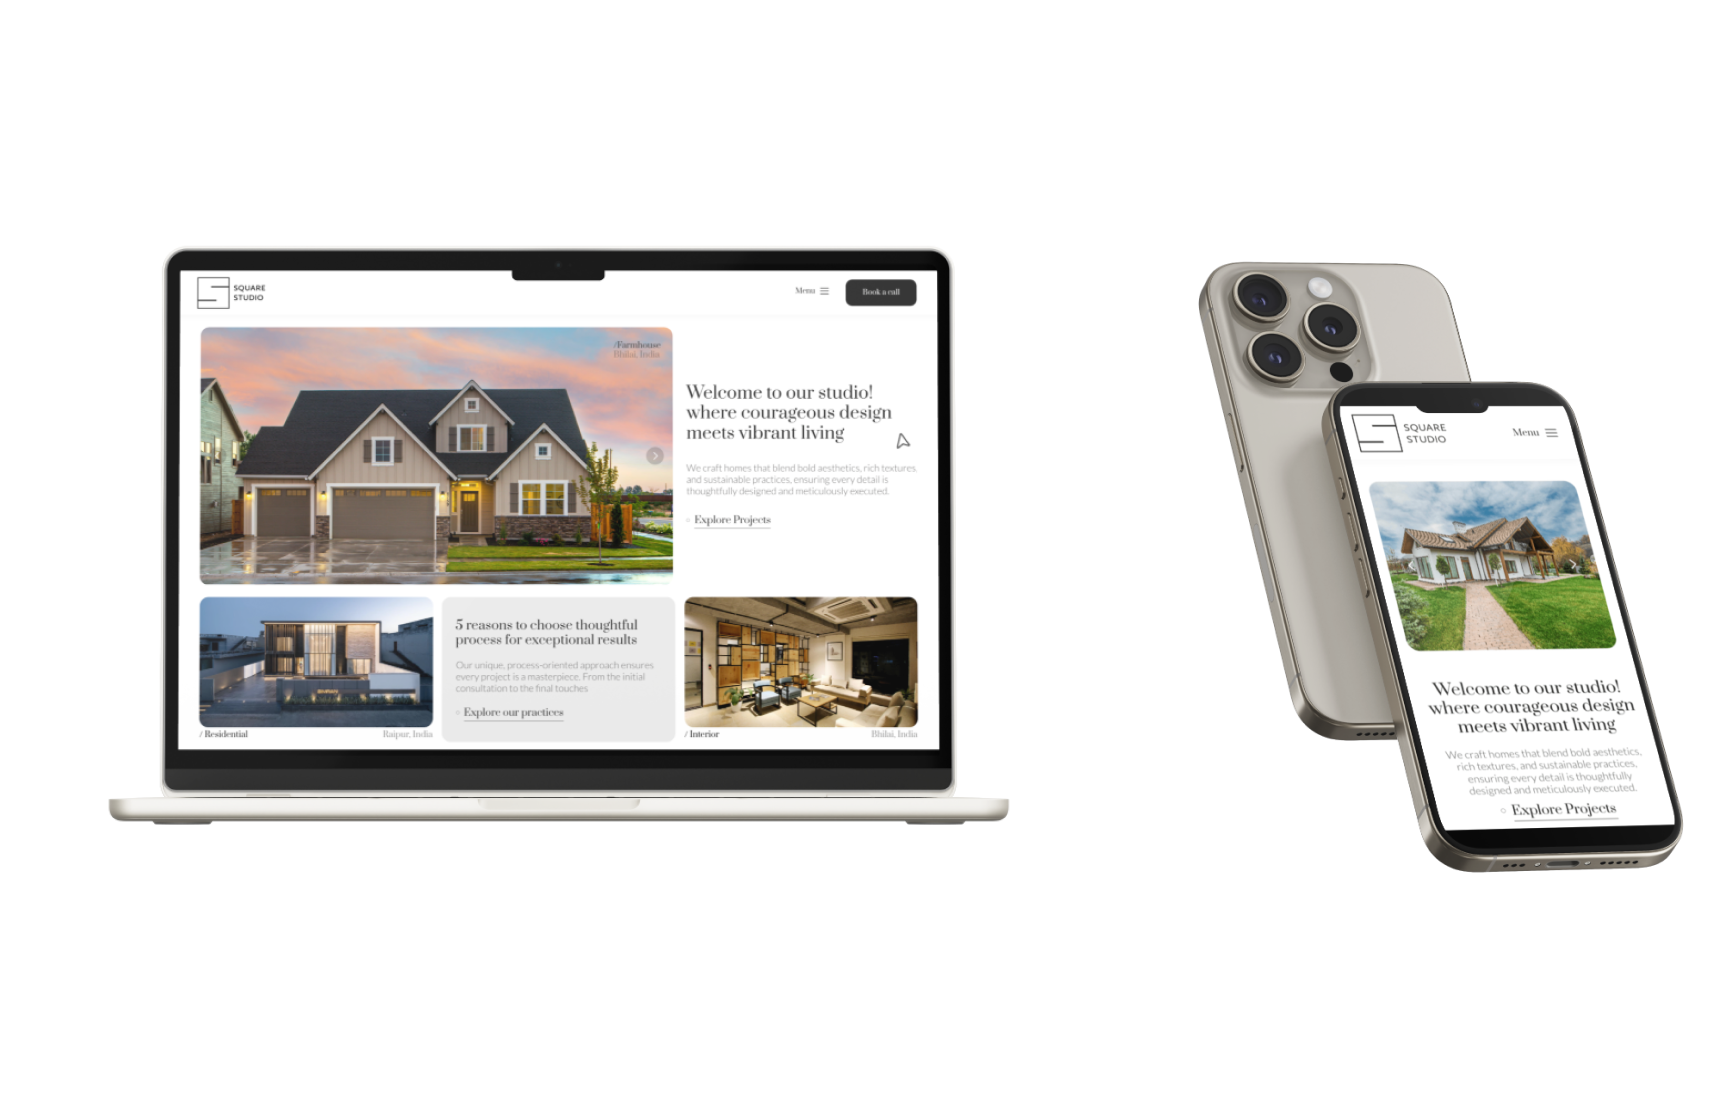 SQUARE
STUDIO
Menu
Book a call
/Farmhouse
Bhilai, India
Welcome to our studio!
where courageous design
meets vibrant living
We craft homes that blend bold aesthetics, rich textures
and sustainable practices, ensuring every detail is
thoughtfully designed and meticulously executed.
Explore Projects
/ Residential
Raipur, India
5 reasons to choose thoughtful
process for exceptional results
Our unique, process-oriented approach ensures
every project is a masterpiece. From the initial
consultation to the final touches
Explore our practices
/ Interior
Bhilai, India
SQUARE
STUDIO
Menu
Welcome to our studio!
where courageous design
meets vibrant living
We craft homes that blend bold aesthetics,
rich textures, and sustainable practices,
ensuring every detail is thoughtfully
designed and meticulously executed.
Explore Projects